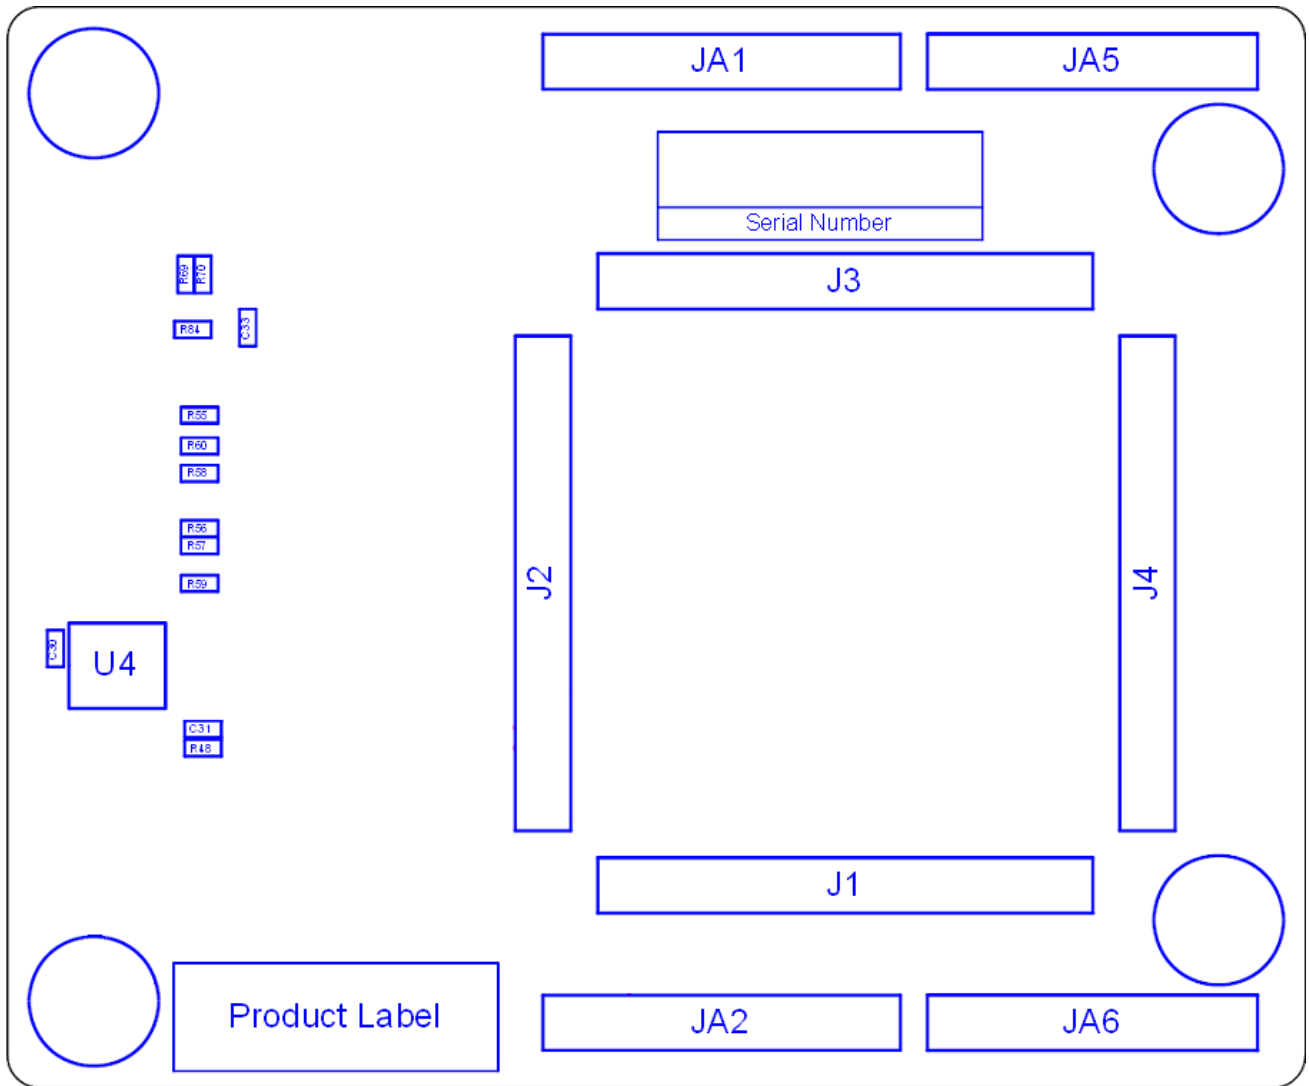 JA1
JA5
Serial Number
J3
R69
R70
R84
C33
R55
R60
R58
R56
R57
R59
J2
J4
C30
U4
C31
R48
J1
Product Label
JA2
JA6